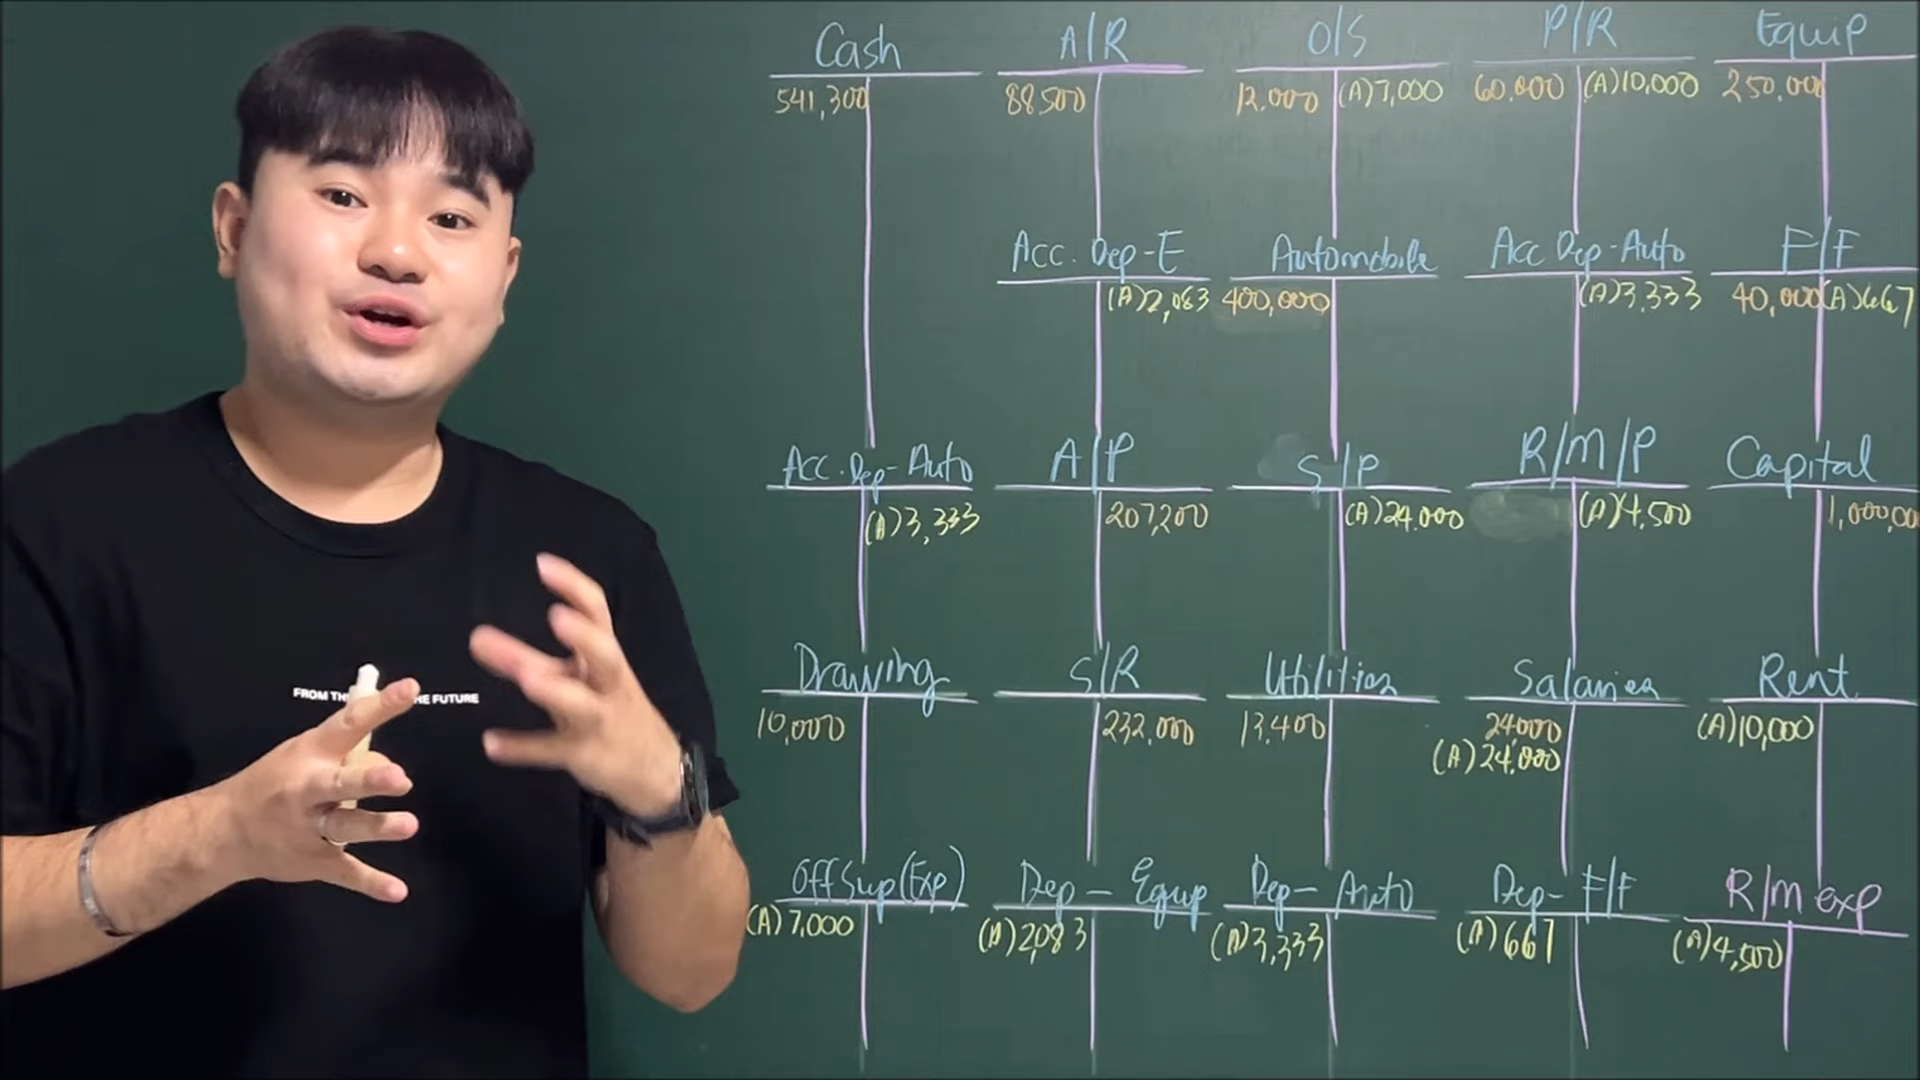 Cash A/R O/S P/R Equip
541,300 88,500 12,000 (A)7,000 60,000 (A)10,000 250,000
Acc. Dep-E Automobile Acc Dep-Auto F/F
(A)2,083 400,000 (A)3,333 40,000 (A)667
Acc. Dep-Auto A/P S/P R/M/P Capital
(A)3,333 207,200 (A)24,000 (A)4,500 1,000,00
Drawing S/R Utilities Salaries Rent
10,000 232,000 13,400 24000 (A)10,000
(A)24,000
Off Sup (Exp) Dep - Equip Dep - Auto Dep - F/F R/M exp
(A)7,000 (A)2,083 (A)3,333 (A)667 (A)4,500
FROM TH HE FUTURE